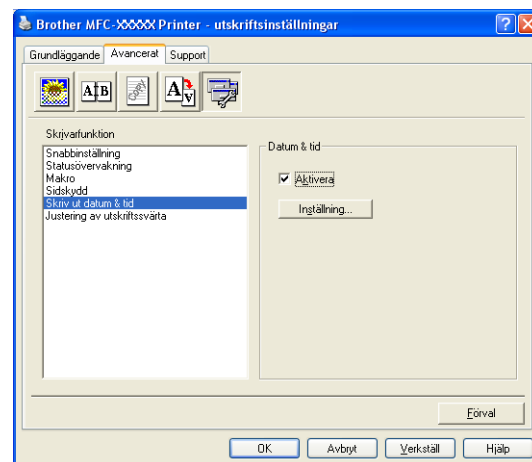 Brother MFC-XXXXX Printer - utskriftsinställningar
Grundläggande Avancerat Support
A B
A A
Skrivarfunktion
Snabbinställning
Statusövervakning
Makro
Sidskydd
Skriv ut datum & tid
Justering av utskriftssvärta
Datum & tid
Aktivera
Inställning...
Förval
OK Avbryt Verkställ Hjälp